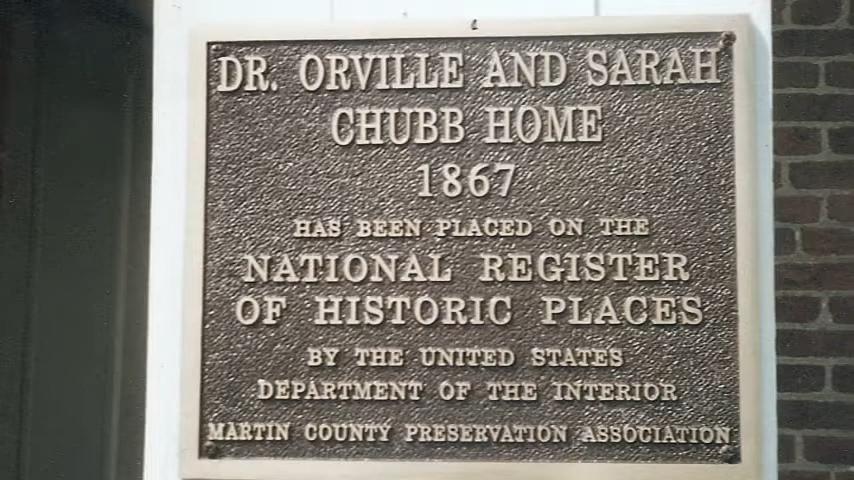 DR. ORVILLE AND SARAH
CHUBB HOME
1867
HAS BEEN PLACED ON THE
NATIONAL REGISTER
OF HISTORIC PLACES
BY THE UNITED STATES
DEPARTMENT OF THE INTERIOR
MARTIN COUNTY PRESERVATION ASSOCIATION